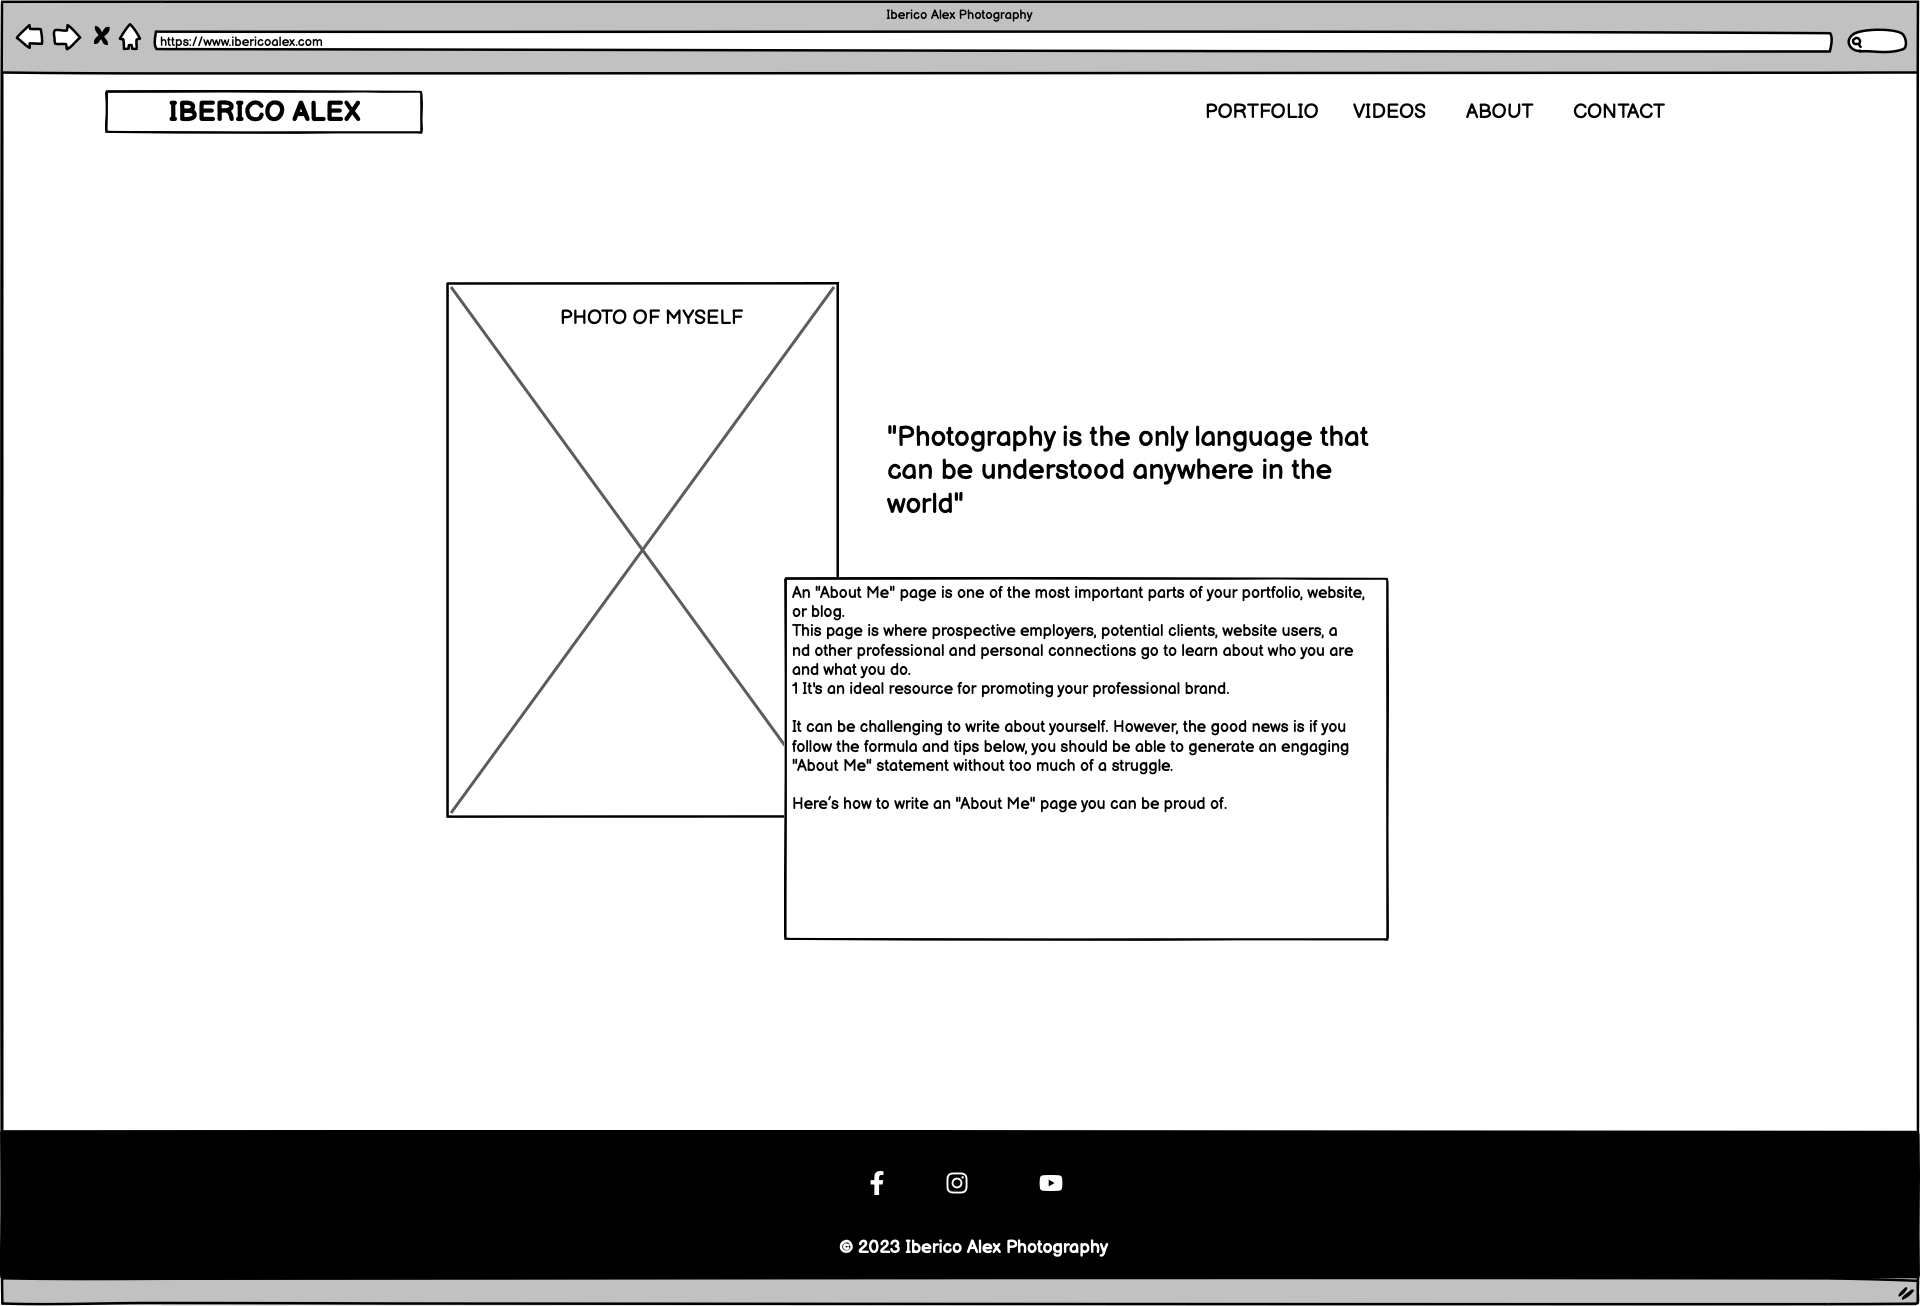 Iberico Alex Photography
https://www.ibericoalex.com
IBERICO ALEX
PORTFOLIO VIDEOS ABOUT CONTACT
PHOTO OF MYSELF
"Photography is the only language that
can be understood anywhere in the
world"
An "About Me" page is one of the most important parts of your portfolio, website,
or blog.
This page is where prospective employers, potential clients, website users, a
nd other professional and personal connections go to learn about who you are
and what you do.
1 It's an ideal resource for promoting your professional brand.
It can be challenging to write about yourself. However, the good news is if you
follow the formula and tips below, you should be able to generate an engaging
"About Me" statement without too much of a struggle.
Here’s how to write an "About Me" page you can be proud of.
© 2023 Iberico Alex Photography